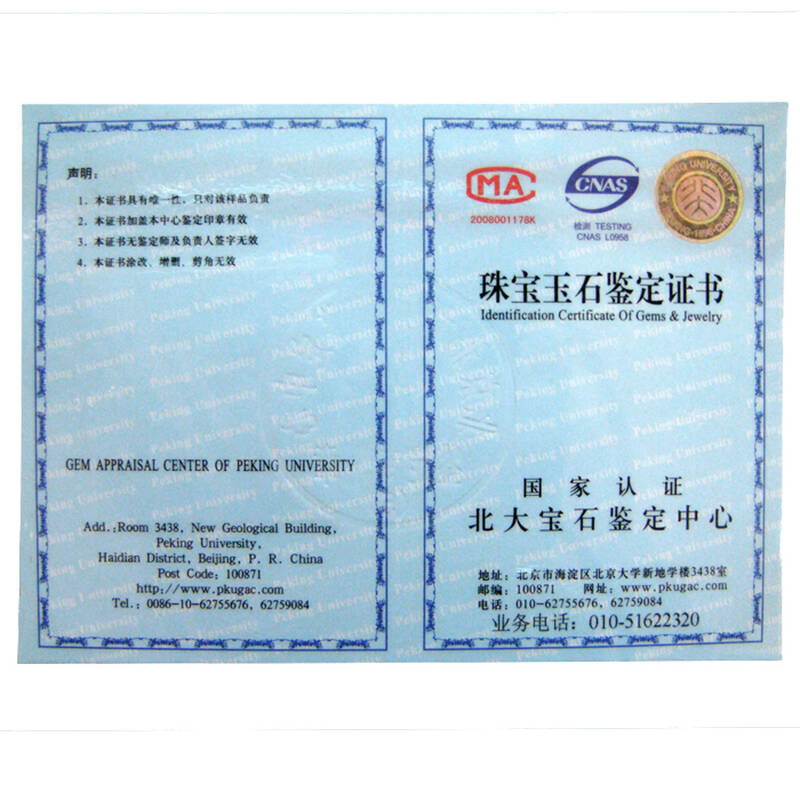 声明：
1. 本证书具有唯一性，只对该样品负责
2. 本证书加盖本中心鉴定印章有效
3. 本证书无鉴定师及负责人签字无效
4. 本证书涂改、增删、剪角无效
GEM APPRAISAL CENTER OF PEKING UNIVERSITY
Add.:Room 3438, New Geological Building,
Peking University,
Haidian District, Beijing, P. R. China
Post Code: 100871
http://www.pkugac.com
Tel.: 0086-10-62755676, 62759084
MA
2008001178K
CNAS
检测 TESTING
CNAS L0958
珠宝玉石鉴定证书
Identification Certificate Of Gems & Jewelry
国家认证
北大宝石鉴定中心
地址：北京市海淀区北京大学新地学楼3438室
邮编：100871 网址：www.pkugac.com
电话：010-62755676, 62759084
业务电话：010-51622320
Peking University